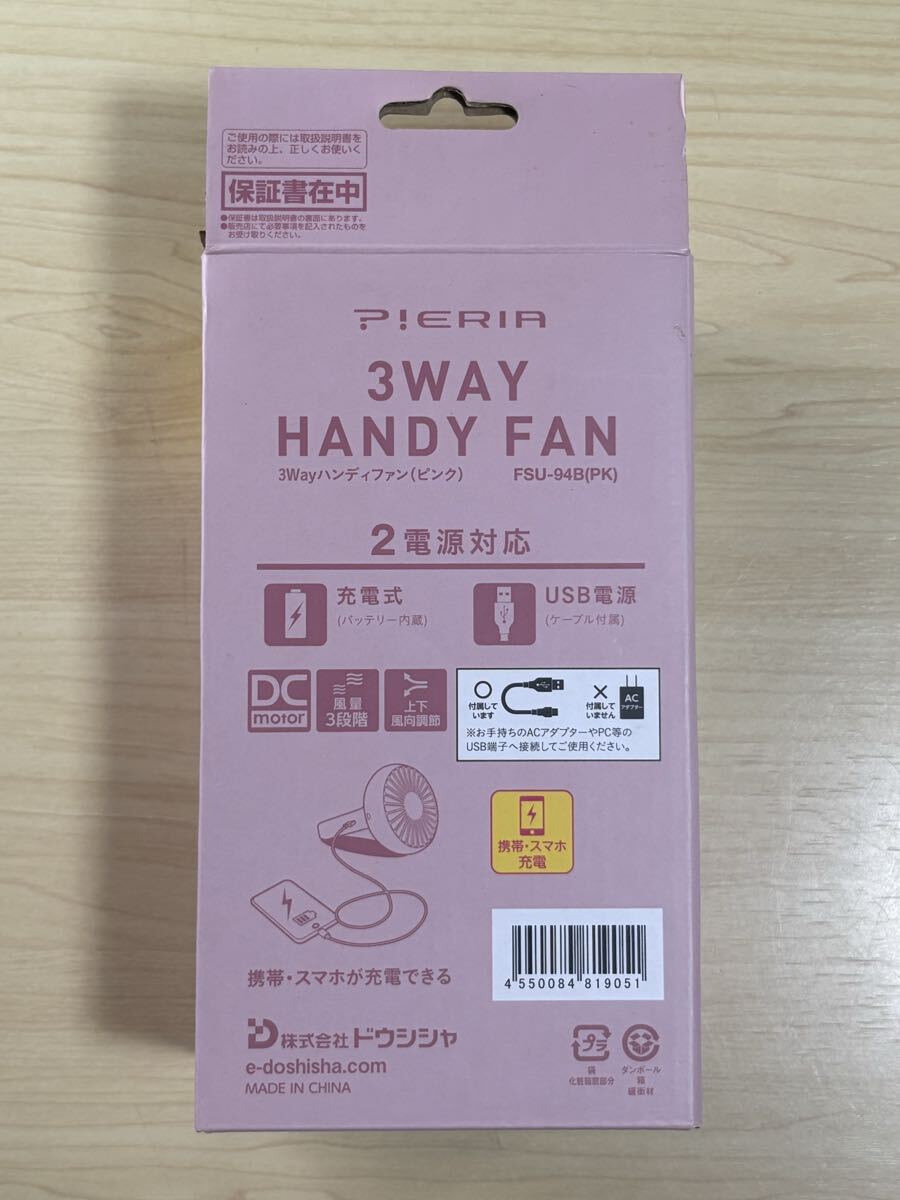 ご使用の際には取扱説明書を
お読みの上、正しくお使いく
ださい。
保証書在中
●保証書は取扱説明書の裏面にあります。
●販売店にて必要事項を記入されたものを
お受け取りください。
PIERIA
3WAY
HANDY FAN
3Wayハンディファン(ピンク) FSU-94B(PK)
2電源対応
充電式
(バッテリー内蔵)
USB電源
(ケーブル付属)
DC
motor
風量
3段階
上下
風向調節
○
付属して
います
×
付属して
いません
AC
アダプター
※お手持ちのACアダプターやPC等の
USB端子へ接続してご使用ください。
携帯・スマホ
充電
携帯・スマホが充電できる
4 550084 819051
株式会社ドウシシャ
e-doshisha.com
MADE IN CHINA
プラ
袋
化粧箱窓部分
ダンボール
箱
緩衝材